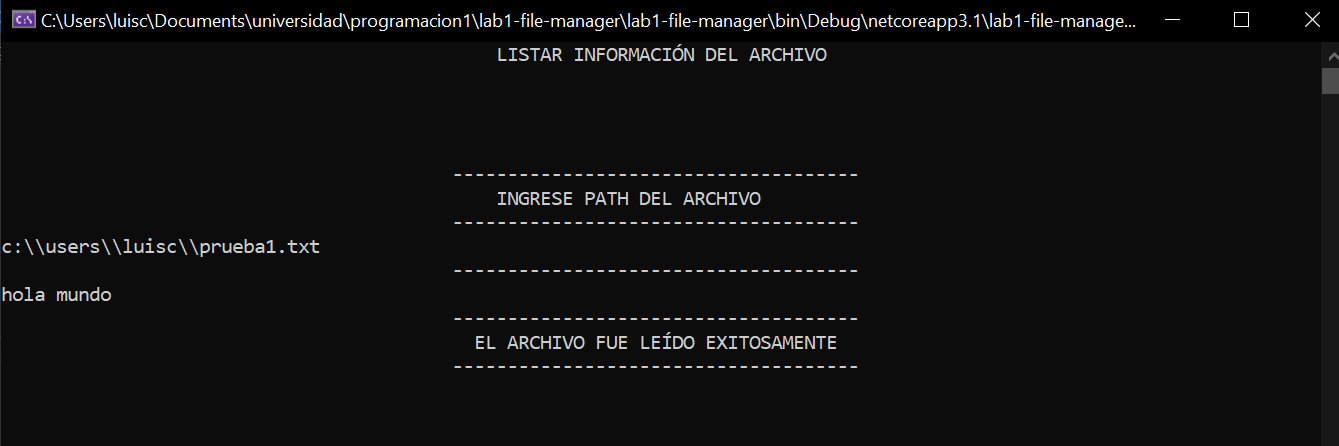 C:\Users\luisc\Documents\universidad\programacion1\lab1-file-manager\lab1-file-manager\bin\Debug\netcoreapp3.1\lab1-file-manage...
LISTAR INFORMACIÓN DEL ARCHIVO
-------------------------------------
INGRESE PATH DEL ARCHIVO
-------------------------------------
c:\\users\\luisc\\prueba1.txt
-------------------------------------
hola mundo
-------------------------------------
EL ARCHIVO FUE LEÍDO EXITOSAMENTE
-------------------------------------